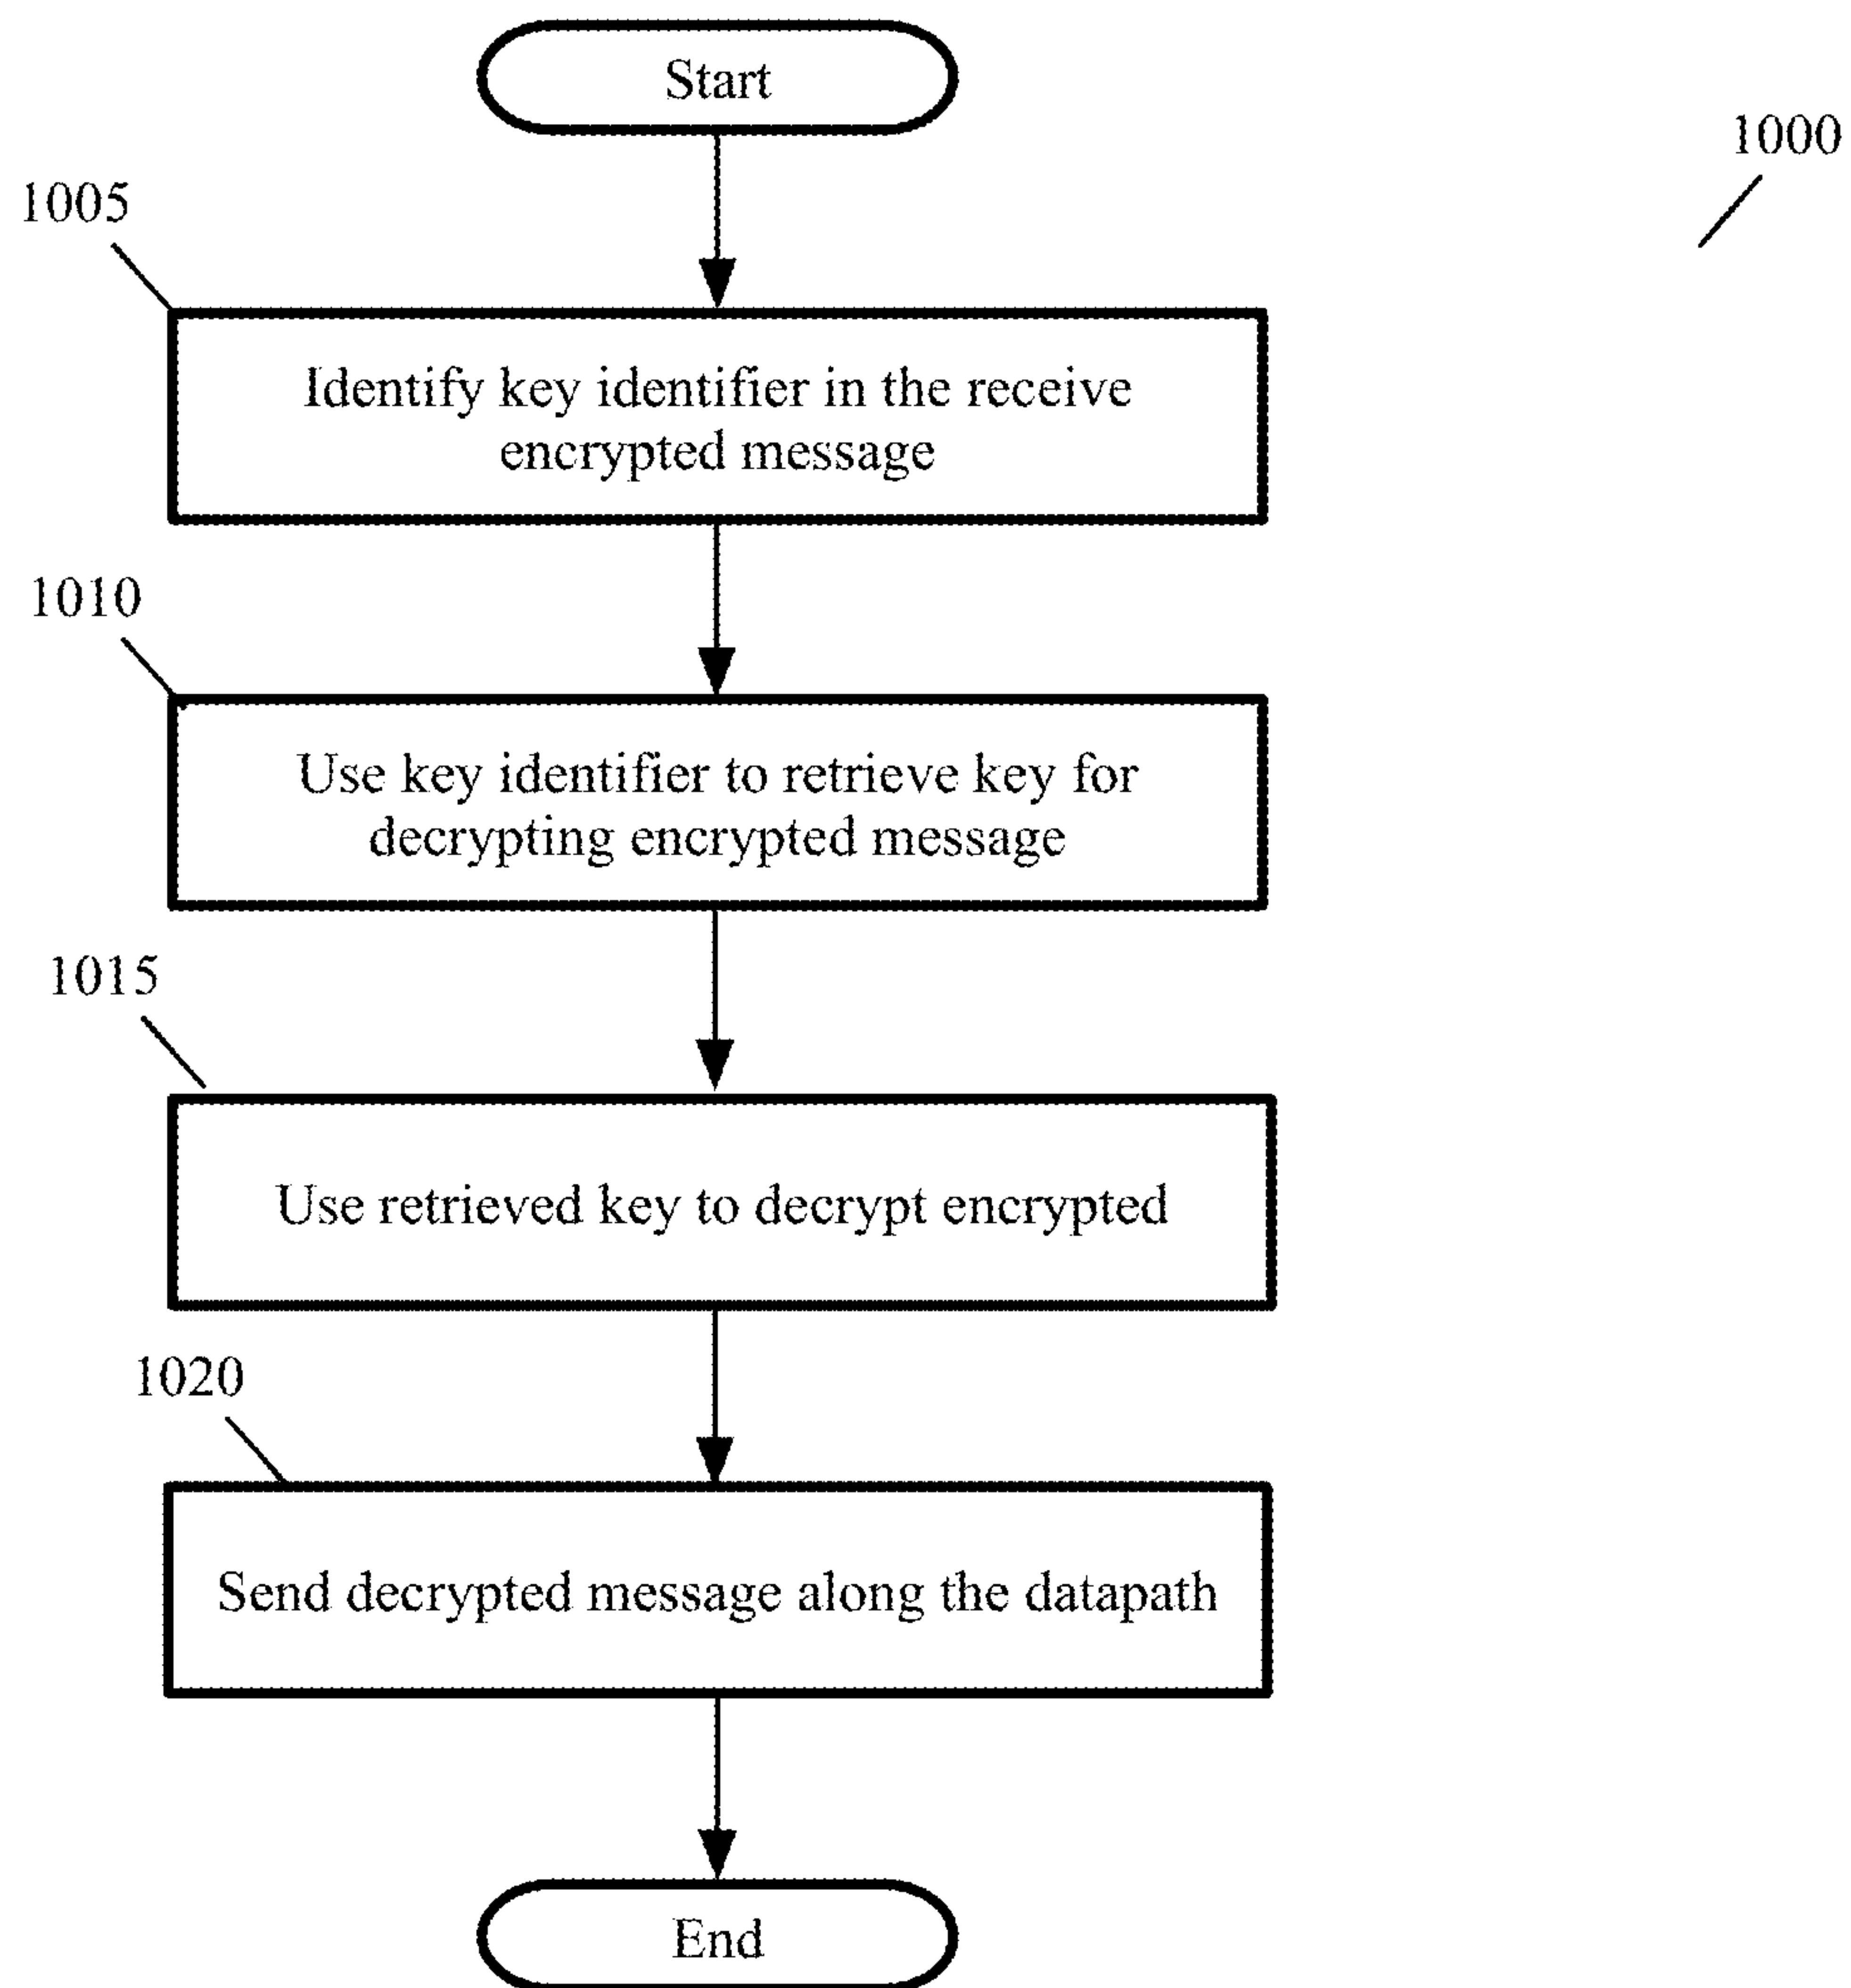 Start
1000
1005
Identify key identifier in the receive
encrypted message
1010
Use key identifier to retrieve key for
decrypting encrypted message
1015
Use retrieved key to decrypt encrypted
1020
Send decrypted message along the datapath
End